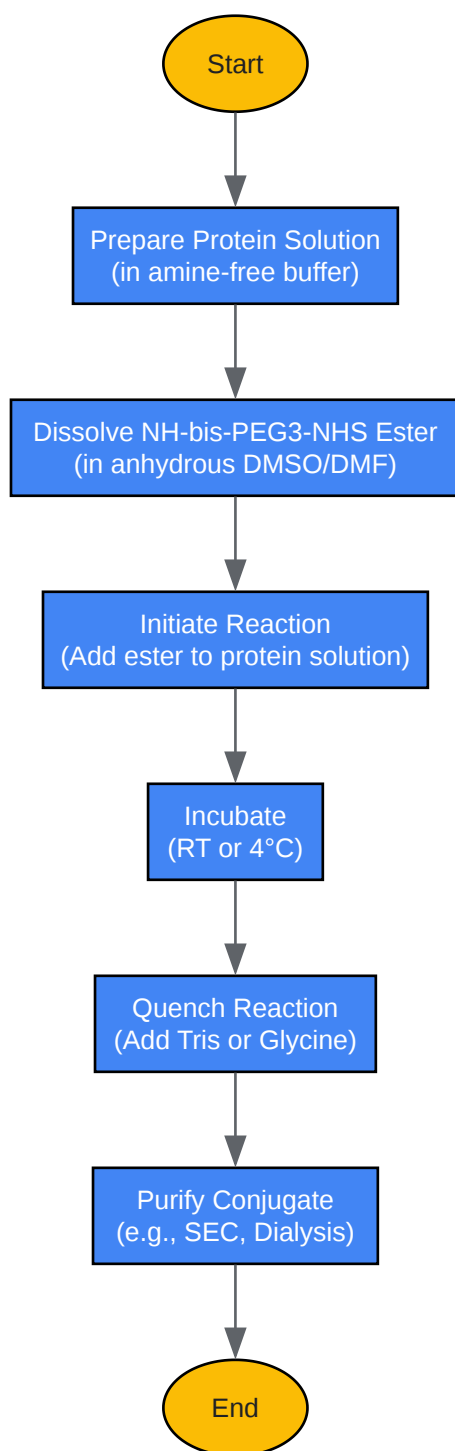 Start
Prepare Protein Solution
(in amine-free buffer)
Dissolve NH-bis-PEG3-NHS Ester
(in anhydrous DMSO/DMF)
Initiate Reaction
(Add ester to protein solution)
Incubate
(RT or 4°C)
Quench Reaction
(Add Tris or Glycine)
Purify Conjugate
(e.g., SEC, Dialysis)
End